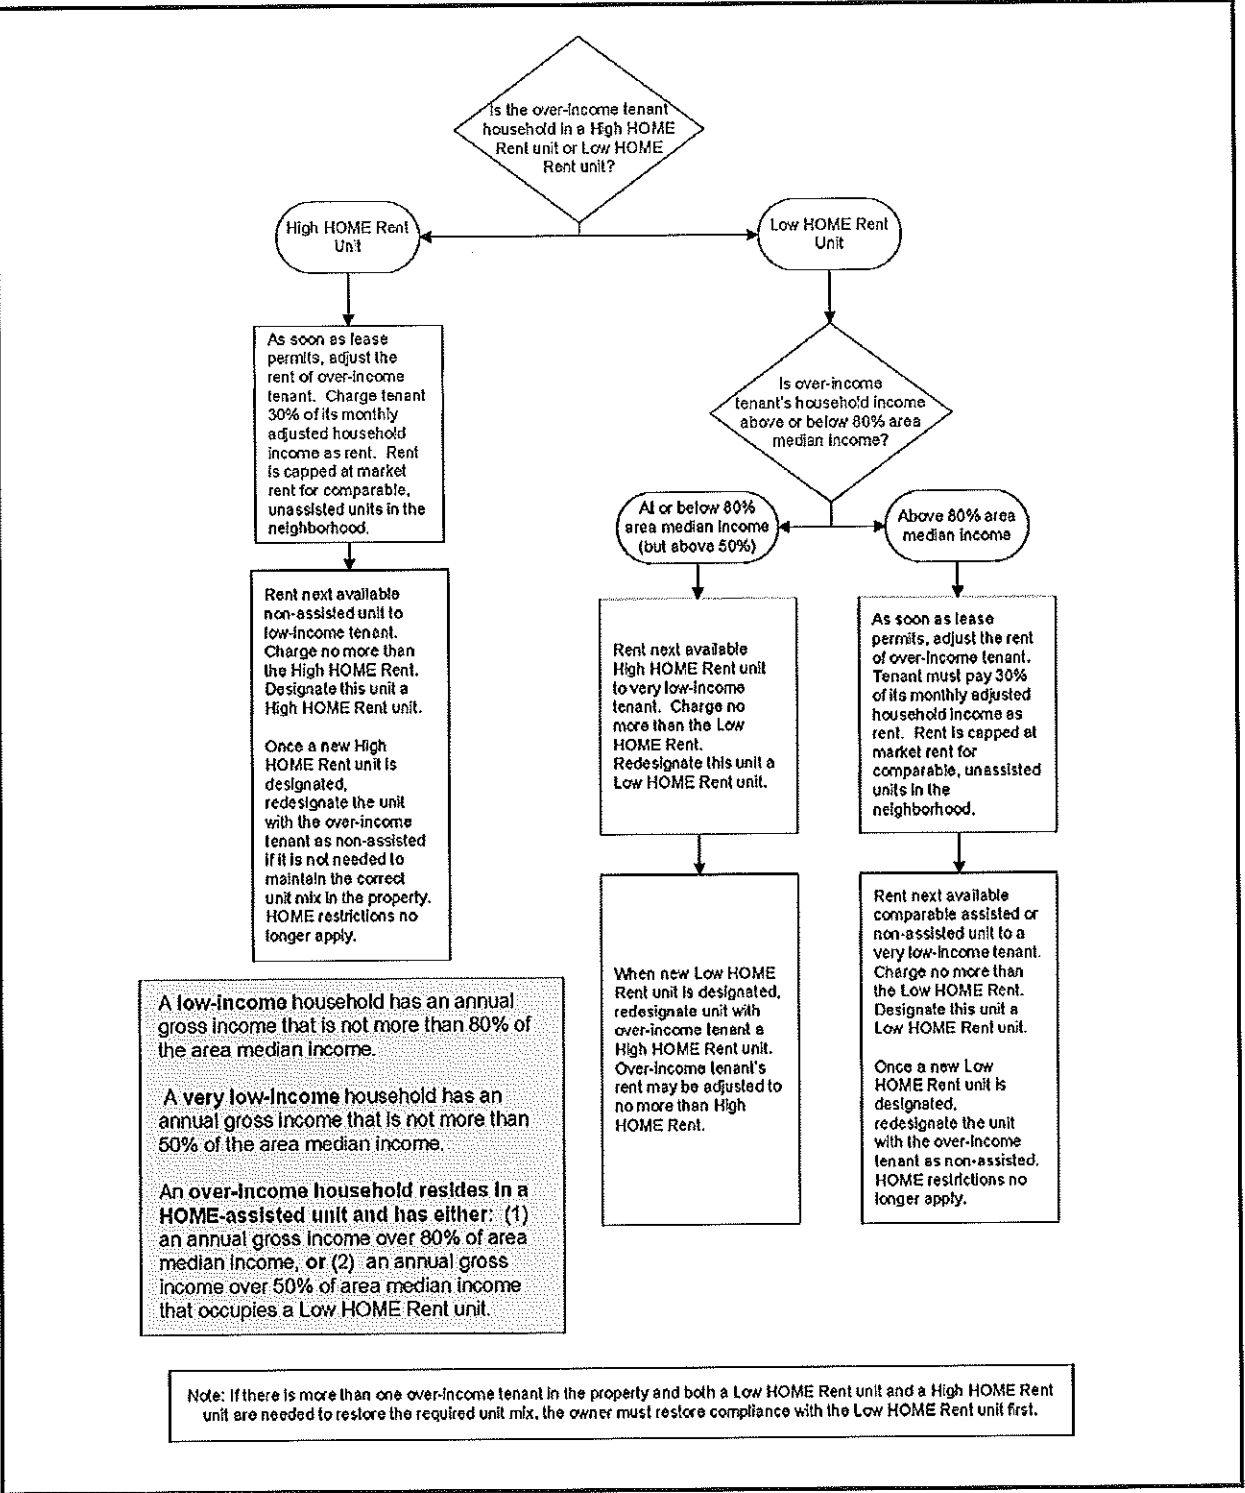 Is the over-income tenant
household in a High HOME
Rent unit or Low HOME
Rent unit?
High HOME Rent
Unit
Low HOME Rent
Unit
As soon as lease
permits, adjust the
rent of over-income
tenant. Charge tenant
30% of its monthly
adjusted household
income as rent. Rent
is capped at market
rent for comparable,
unassisted units in the
neighborhood.
Is over-income
tenant's household income
above or below 80% area
median income?
At or below 80%
area median income
(but above 50%)
Above 80% area
median income
Rent next available
non-assisted unit to
low-income tenant.
Charge no more than
the High HOME Rent.
Designate this unit a
High HOME Rent unit.
Once a new High
HOME Rent unit is
designated,
redesignate the unit
with the over-income
tenant as non-assisted
if it is not needed to
maintain the correct
unit mix in the property.
HOME restrictions no
longer apply.
Rent next available
High HOME Rent unit
to very low-income
tenant. Charge no
more than the Low
HOME Rent.
Redesignate this unit a
Low HOME Rent unit.
As soon as lease
permits, adjust the rent
of over-income tenant.
Tenant must pay 30%
of its monthly adjusted
household income as
rent. Rent is capped at
market rent for
comparable, unassisted
units in the
neighborhood.
When new Low HOME
Rent unit is designated,
redesignate unit with
over-income tenant a
High HOME Rent unit.
Over-income tenant's
rent may be adjusted to
no more than High
HOME Rent.
Rent next available
comparable assisted or
non-assisted unit to a
very low-income tenant.
Charge no more than
the Low HOME Rent.
Designate this unit a
Low HOME Rent unit.
Once a new Low
HOME Rent unit is
designated,
redesignate the unit
with the over-income
tenant as non-assisted.
HOME restrictions no
longer apply.
A low-income household has an annual
gross income that is not more than 80% of
the area median income.
A very low-income household has an
annual gross income that is not more than
50% of the area median income.
An over-income household resides in a
HOME-assisted unit and has either: (1)
an annual gross income over 80% of area
median income, or (2) an annual gross
income over 50% of area median income
that occupies a Low HOME Rent unit.
Note: If there is more than one over-income tenant in the property and both a Low HOME Rent unit and a High HOME Rent
unit are needed to restore the required unit mix, the owner must restore compliance with the Low HOME Rent unit first.